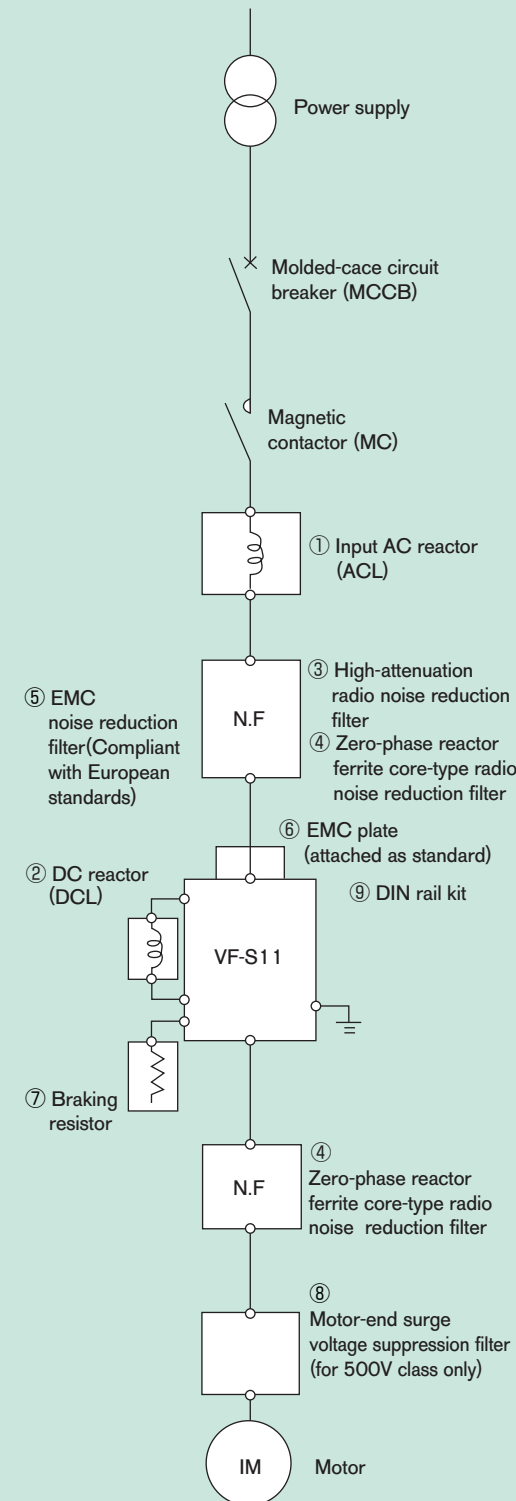 Power supply
Molded-cace circuit
breaker (MCCB)
Magnetic
contactor (MC)
① Input AC reactor
(ACL)
③ High-attenuation
radio noise reduction
filter
④ Zero-phase reactor
ferrite core-type radio
noise reduction filter
N.F
⑤ EMC
noise reduction
filter(Compliant
with European
standards)
⑥ EMC plate
(attached as standard)
② DC reactor
(DCL)
⑨ DIN rail kit
VF-S11
⑦ Braking
resistor
④
Zero-phase reactor
ferrite core-type radio
noise reduction filter
N.F
⑧
Motor-end surge
voltage suppression filter
(for 500V class only)
IM
Motor